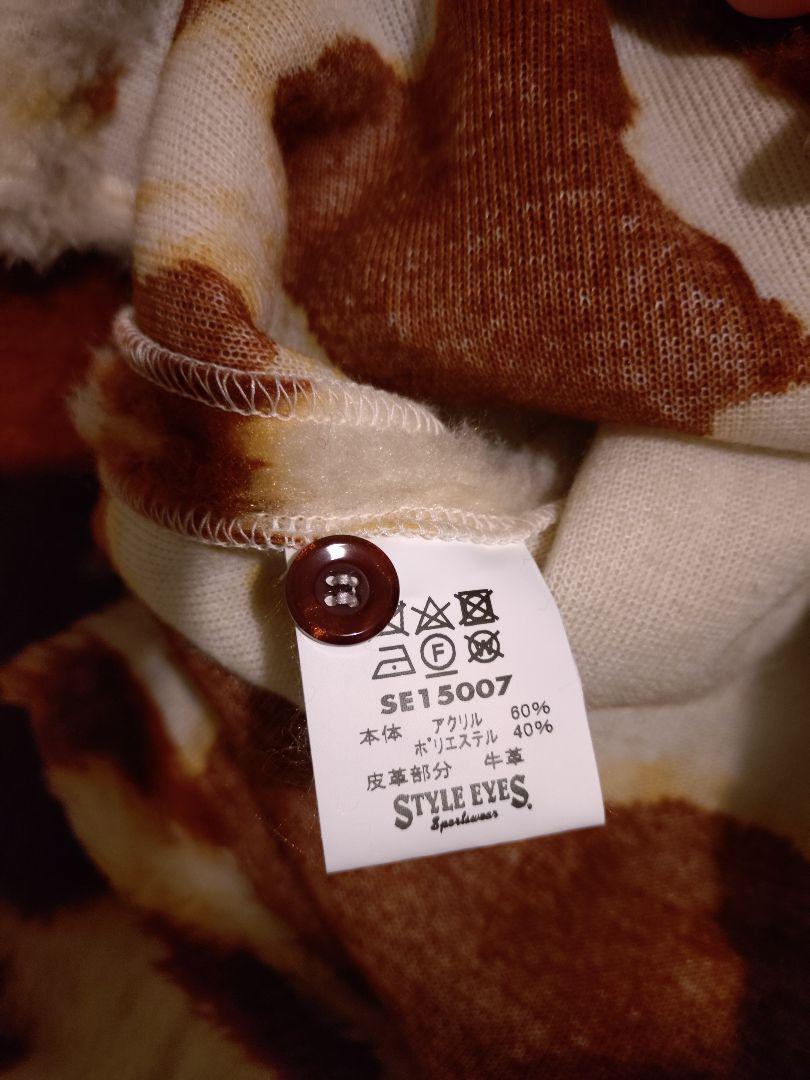 F W
SE15007
本体 アクリル 60%
ポリエステル 40%
皮革部分 牛革
STYLE EYES.
Sportswear